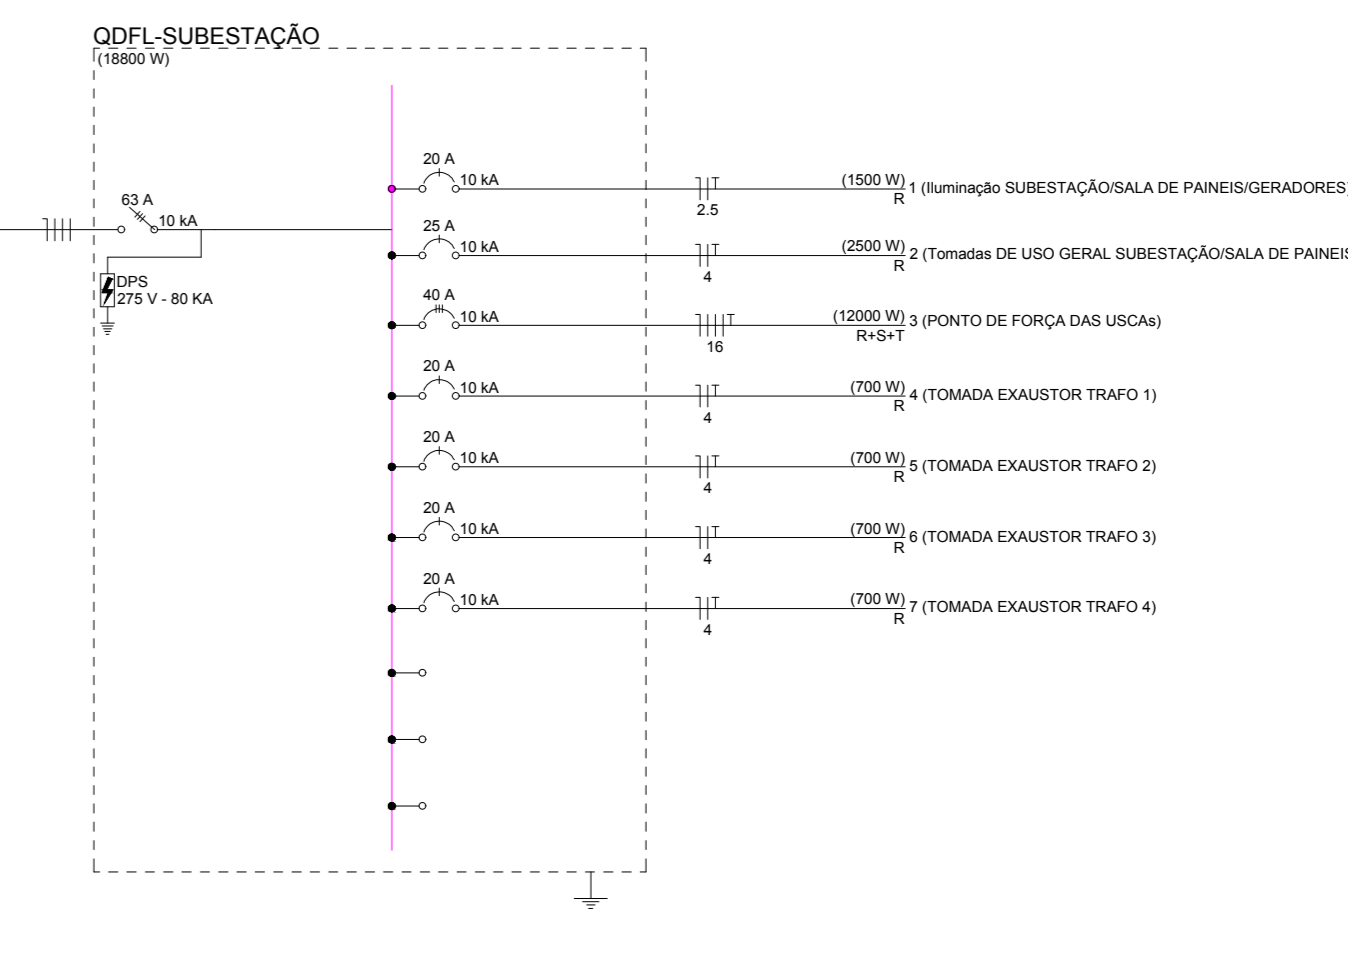 QDFL-SUBESTAÇÃO
(18800 W)
63 A
10 kA
DPS
275 V - 80 KA
20 A
10 kA
T
2.5
(1500 W)
R
1 (Iluminação SUBESTAÇÃO/SALA DE PAINEIS/GERADORES)
25 A
10 kA
T
4
(2500 W)
R
2 (Tomadas DE USO GERAL SUBESTAÇÃO/SALA DE PAINEIS
40 A
10 kA
T
16
(12000 W)
R+S+T
3 (PONTO DE FORÇA DAS USCAs)
20 A
10 kA
T
4
(700 W)
R
4 (TOMADA EXAUSTOR TRAFO 1)
20 A
10 kA
T
4
(700 W)
R
5 (TOMADA EXAUSTOR TRAFO 2)
20 A
10 kA
T
4
(700 W)
R
6 (TOMADA EXAUSTOR TRAFO 3)
20 A
10 kA
T
4
(700 W)
R
7 (TOMADA EXAUSTOR TRAFO 4)